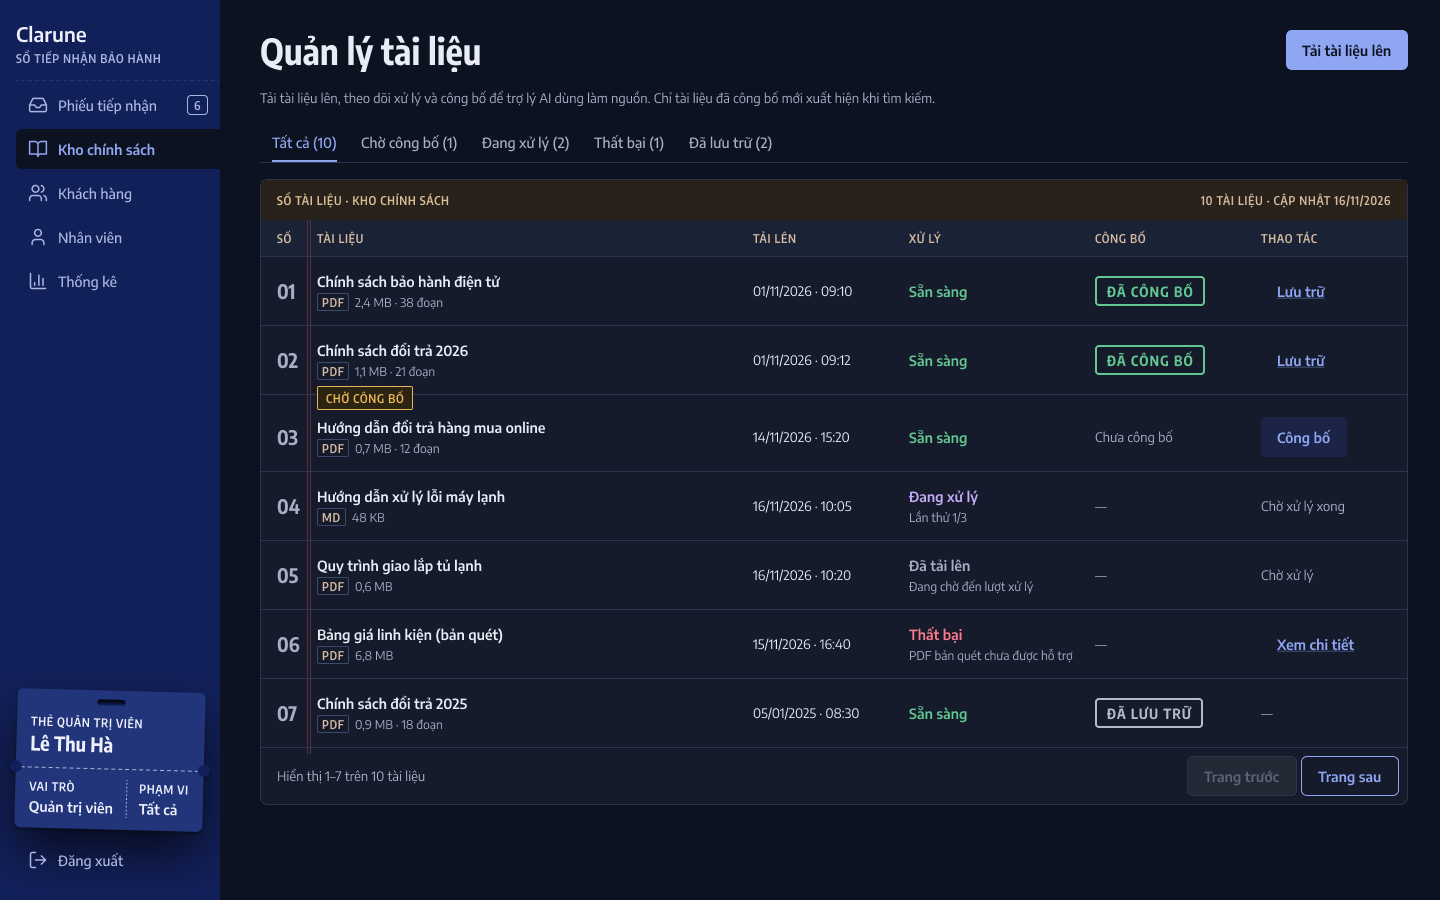 Clarune
SỔ TIẾP NHẬN BẢO HÀNH
Phiếu tiếp nhận 6
Kho chính sách
Khách hàng
Nhân viên
Thống kê
THẺ QUẢN TRỊ VIÊN
Lê Thu Hà
VAI TRÒ PHẠM VI
Quản trị viên Tất cả
Đăng xuất
Quản lý tài liệu
Tải tài liệu lên
Tải tài liệu lên, theo dõi xử lý và công bố để trợ lý AI dùng làm nguồn. Chỉ tài liệu đã công bố mới xuất hiện khi tìm kiếm.
Tất cả (10) Chờ công bố (1) Đang xử lý (2) Thất bại (1) Đã lưu trữ (2)
SỔ TÀI LIỆU · KHO CHÍNH SÁCH 10 TÀI LIỆU · CẬP NHẬT 16/11/2026
SỐ TÀI LIỆU TẢI LÊN XỬ LÝ CÔNG BỐ THAO TÁC
01 Chính sách bảo hành điện tử 01/11/2026 · 09:10 Sẵn sàng ĐÃ CÔNG BỐ Lưu trữ
PDF 2,4 MB · 38 đoạn
02 Chính sách đổi trả 2026 01/11/2026 · 09:12 Sẵn sàng ĐÃ CÔNG BỐ Lưu trữ
PDF 1,1 MB · 21 đoạn
CHỜ CÔNG BỐ
03 Hướng dẫn đổi trả hàng mua online 14/11/2026 · 15:20 Sẵn sàng Chưa công bố Công bố
PDF 0,7 MB · 12 đoạn
04 Hướng dẫn xử lý lỗi máy lạnh 16/11/2026 · 10:05 Đang xử lý — Chờ xử lý xong
MD 48 KB Lần thử 1/3
05 Quy trình giao lắp tủ lạnh 16/11/2026 · 10:20 Đã tải lên — Chờ xử lý
PDF 0,6 MB Đang chờ đến lượt xử lý
06 Bảng giá linh kiện (bản quét) 15/11/2026 · 16:40 Thất bại — Xem chi tiết
PDF 6,8 MB PDF bản quét chưa được hỗ trợ
07 Chính sách đổi trả 2025 05/01/2025 · 08:30 Sẵn sàng ĐÃ LƯU TRỮ —
PDF 0,9 MB · 18 đoạn
Hiển thị 1–7 trên 10 tài liệu Trang trước Trang sau